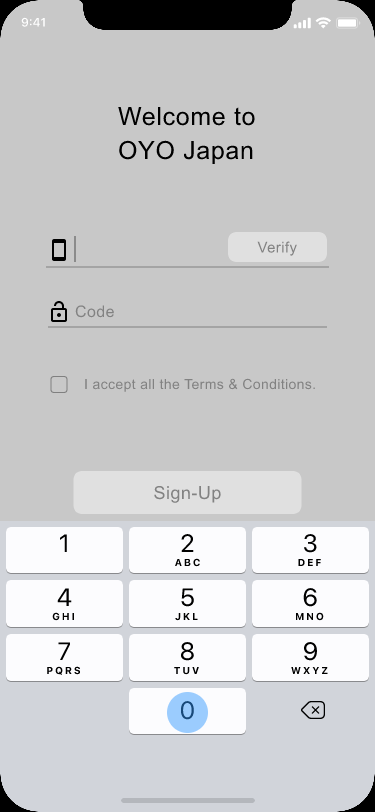 9:41
Welcome to
OYO Japan
Verify
Code
I accept all the Terms & Conditions.
Sign-Up
1
2
ABC
3
DEF
4
GHI
5
JKL
6
MNO
7
PQRS
8
TUV
9
WXYZ
0